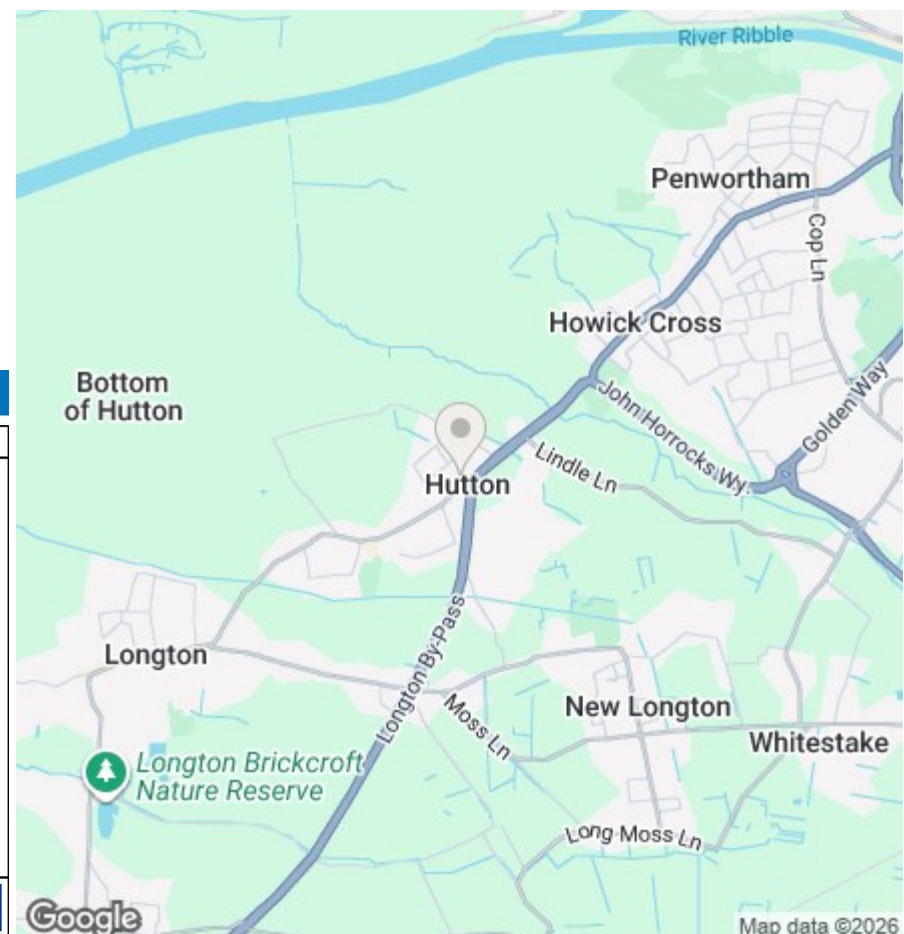 River Ribble
Penwortham
Cop Ln
Howick Cross
Bottom
of Hutton
John Horrocks Wy.
Golden Way
Lindle Ln
Hutton
Longton By-Pass
Longton
Moss Ln
New Longton
Whitestake
Longton Brickcroft
Nature Reserve
Long Moss Ln
Google
Map data ©2026